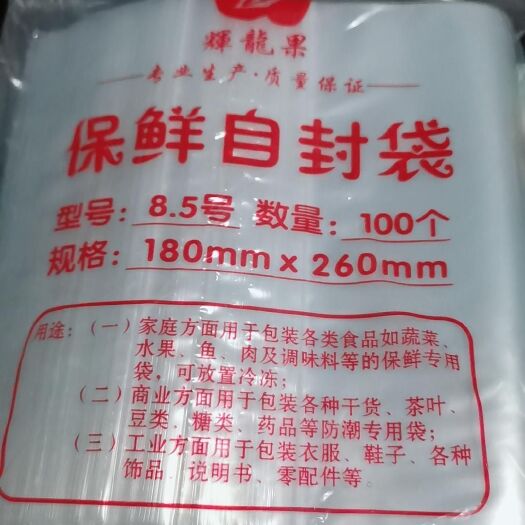 輝龍果
专业生产·质量保证
保鲜自封袋
型号: 8.5号 数量: 100个
规格: 180mm x 260mm
用途:（一）家庭方面用于包装各类食品如蔬菜、
水果、鱼、肉及调味料等的保鲜专用
袋，可放置冷冻;
（二）商业方面用于包装各种干货、茶叶、
豆类、糖类、药品等防潮专用袋;
（三）工业方面用于包装衣服、鞋子、各种
饰品、说明书、零配件等。